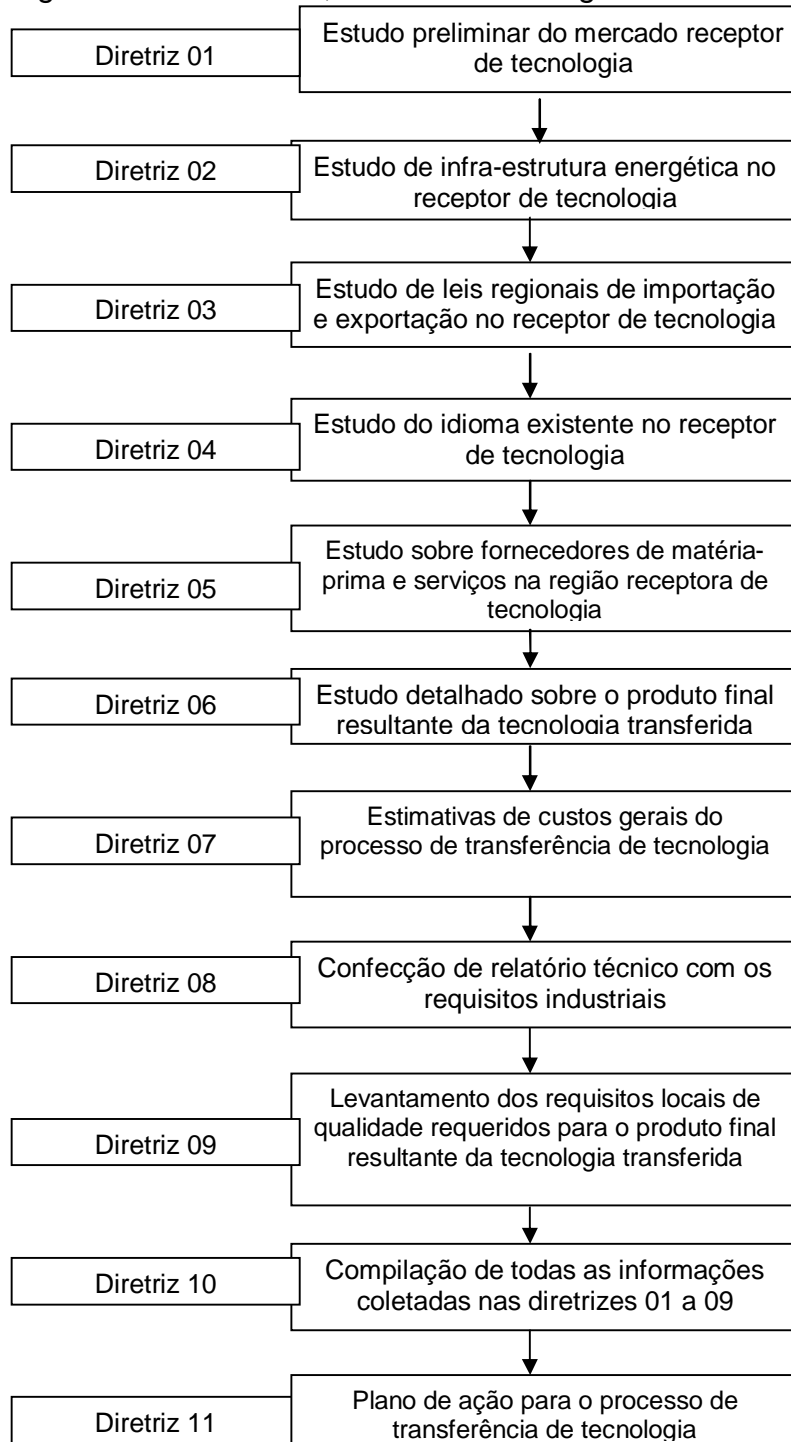 Diretriz 01
Estudo preliminar do mercado receptor
de tecnologia
Diretriz 02
Estudo de infra-estrutura energética no
receptor de tecnologia
Diretriz 03
Estudo de leis regionais de importação
e exportação no receptor de tecnologia
Diretriz 04
Estudo do idioma existente no receptor
de tecnologia
Diretriz 05
Estudo sobre fornecedores de matéria-
prima e serviços na região receptora de
tecnologia
Diretriz 06
Estudo detalhado sobre o produto final
resultante da tecnologia transferida
Diretriz 07
Estimativas de custos gerais do
processo de transferência de tecnologia
Diretriz 08
Confecção de relatório técnico com os
requisitos industriais
Diretriz 09
Levantamento dos requisitos locais de
qualidade requeridos para o produto final
resultante da tecnologia transferida
Diretriz 10
Compilação de todas as informações
coletadas nas diretrizes 01 a 09
Diretriz 11
Plano de ação para o processo de
transferência de tecnologia